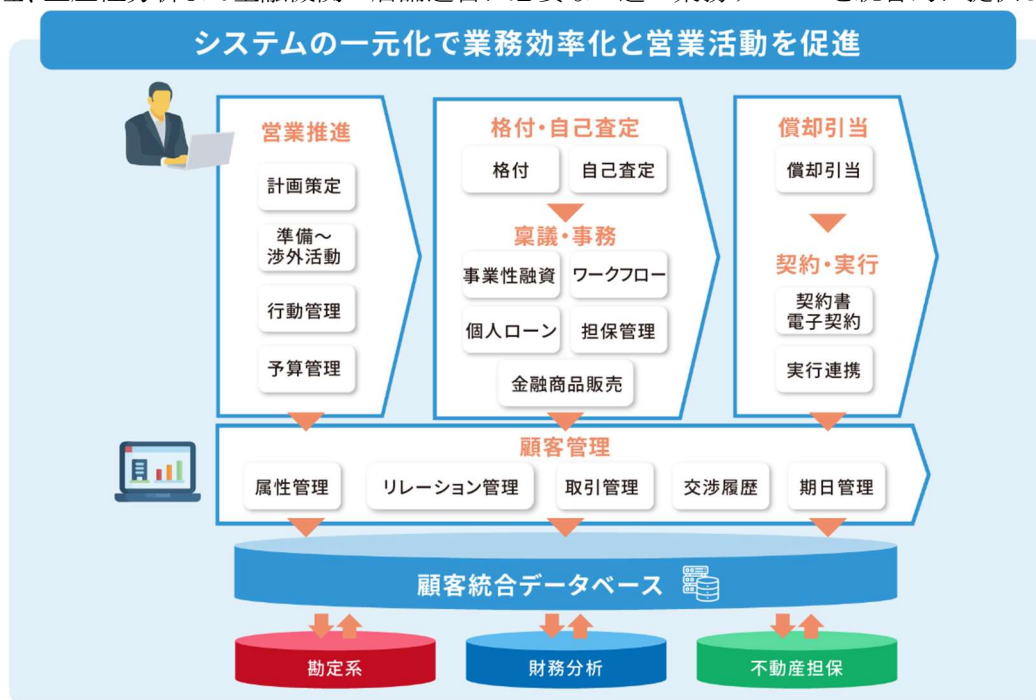 システムの一元化で業務効率化と営業活動を促進
営業推進
計画策定
準備～
渉外活動
行動管理
予算管理
格付・自己査定
格付
自己査定
稟議・事務
事業性融資
ワークフロー
個人ローン
担保管理
金融商品販売
償却引当
償却引当
契約・実行
契約書
電子契約
実行連携
顧客管理
属性管理
リレーション管理
取引管理
交渉履歴
期日管理
顧客統合データベース
勘定系
財務分析
不動産担保